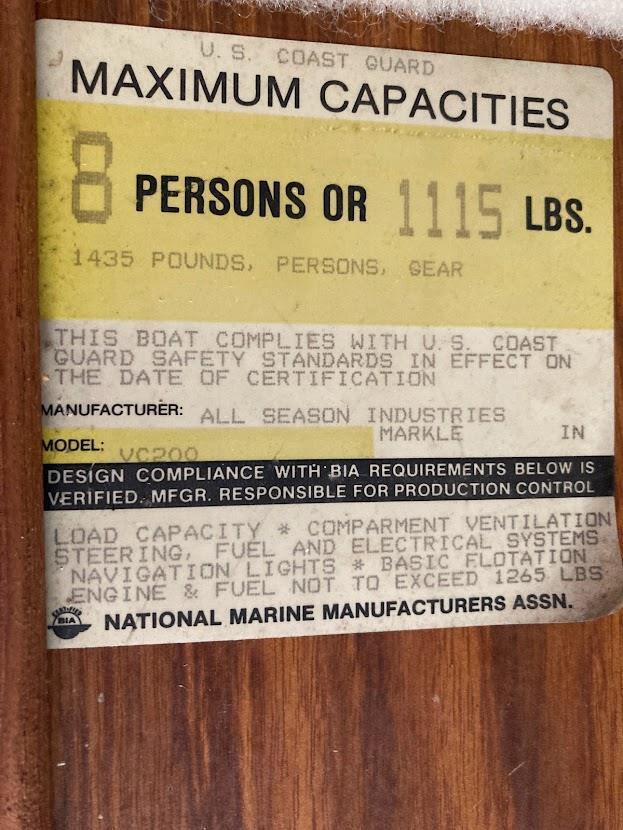 U.S. COAST GUARD
MAXIMUM CAPACITIES
8 PERSONS OR 1115 LBS.
1435 POUNDS, PERSONS, GEAR
THIS BOAT COMPLIES WITH U.S. COAST
GUARD SAFETY STANDARDS IN EFFECT ON
THE DATE OF CERTIFICATION
MANUFACTURER: ALL SEASON INDUSTRIES
MARKLE IN
MODEL: VC200
DESIGN COMPLIANCE WITH BIA REQUIREMENTS BELOW IS
VERIFIED. MFGR. RESPONSIBLE FOR PRODUCTION CONTROL
LOAD CAPACITY * COMPARMENT VENTILATION
STEERING, FUEL AND ELECTRICAL SYSTEMS
NAVIGATION LIGHTS * BASIC FLOTATION
ENGINE & FUEL NOT TO EXCEED 1265 LBS
CERTIFIED
BIA
NATIONAL MARINE MANUFACTURERS ASSN.